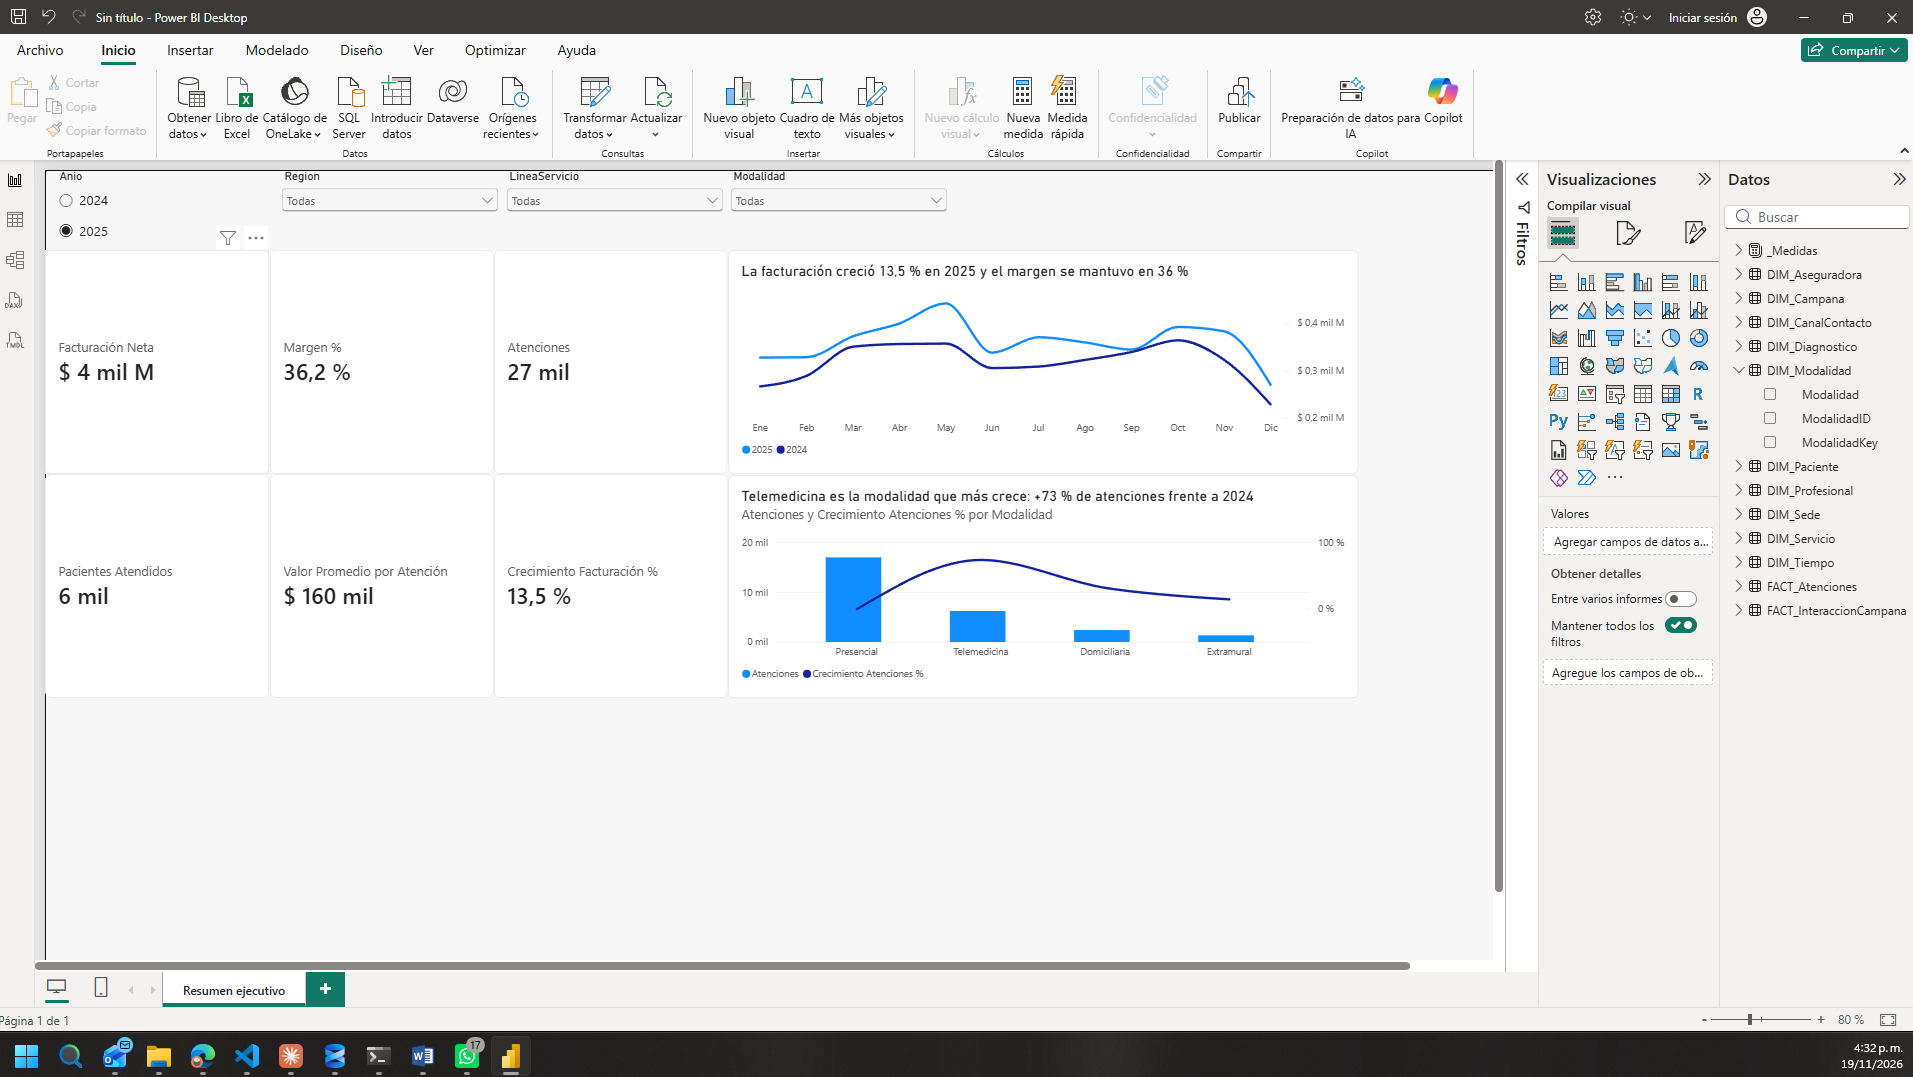 Sin título - Power BI Desktop
Iniciar sesión
Archivo
Inicio
Insertar
Modelado
Diseño
Ver
Optimizar
Ayuda
Compartir
Pegar
Cortar
Copia
Copiar formato
Portapapeles
Obtener datos
Libro de Excel
Catálogo de OneLake
SQL Server
Introducir datos
Dataverse
Orígenes recientes
Datos
Transformar datos
Actualizar
Consultas
Nuevo objeto visual
Cuadro de texto
Más objetos visuales
Insertar
Nuevo cálculo visual
Nueva medida
Medida rápida
Cálculos
Confidencialidad
Confidencialidad
Publicar
Compartir
Preparación de datos para IA
Copilot
Copilot
Anio
2024
2025
Region
Todas
LineaServicio
Todas
Modalidad
Todas
Facturación Neta
$ 4 mil M
Margen %
36,2 %
Atenciones
27 mil
La facturación creció 13,5 % en 2025 y el margen se mantuvo en 36 %
$ 0,4 mil M
$ 0,3 mil M
$ 0,2 mil M
Ene Feb Mar Abr May Jun Jul Ago Sep Oct Nov Dic
2025 2024
Pacientes Atendidos
6 mil
Valor Promedio por Atención
$ 160 mil
Crecimiento Facturación %
13,5 %
Telemedicina es la modalidad que más crece: +73 % de atenciones frente a 2024
Atenciones y Crecimiento Atenciones % por Modalidad
20 mil
10 mil
0 mil
100 %
0 %
Presencial Telemedicina Domiciliaria Extramural
Atenciones Crecimiento Atenciones %
Filtros
Visualizaciones
Compilar visual
Valores
Agregar campos de datos a...
Obtener detalles
Entre varios informes
Mantener todos los filtros
Agregue los campos de ob...
Datos
Buscar
_Medidas
DIM_Aseguradora
DIM_Campana
DIM_CanalContacto
DIM_Diagnostico
DIM_Modalidad
Modalidad
ModalidadID
ModalidadKey
DIM_Paciente
DIM_Profesional
DIM_Sede
DIM_Servicio
DIM_Tiempo
FACT_Atenciones
FACT_InteraccionCampana
Resumen ejecutivo
Página 1 de 1
80 %
17
4:32 p. m.
19/11/2026